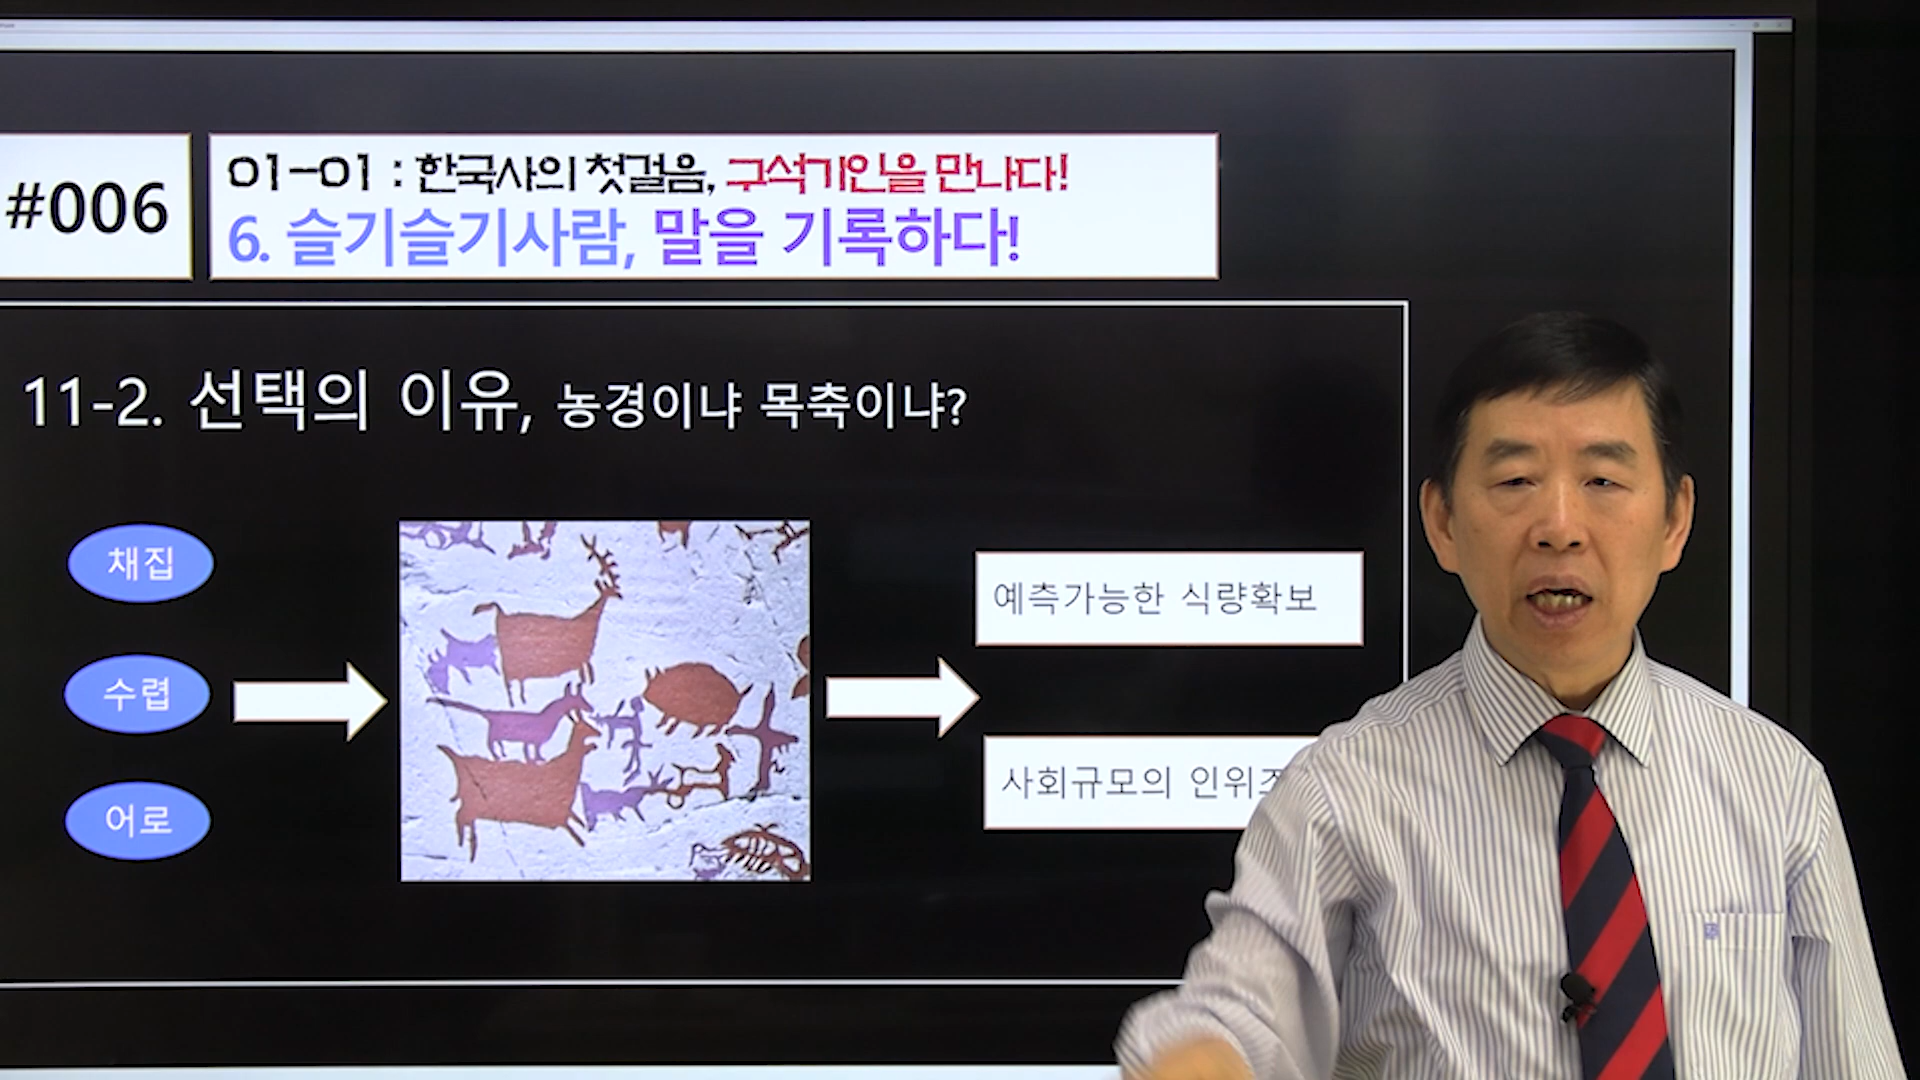 #006
01-01 : 한국사의 첫걸음, 구석기인을 만나다!
6. 슬기슬기사람, 말을 기록하다!
11-2. 선택의 이유, 농경이냐 목축이냐?
채집
수렵
어로
예측가능한 식량확보
사회규모의